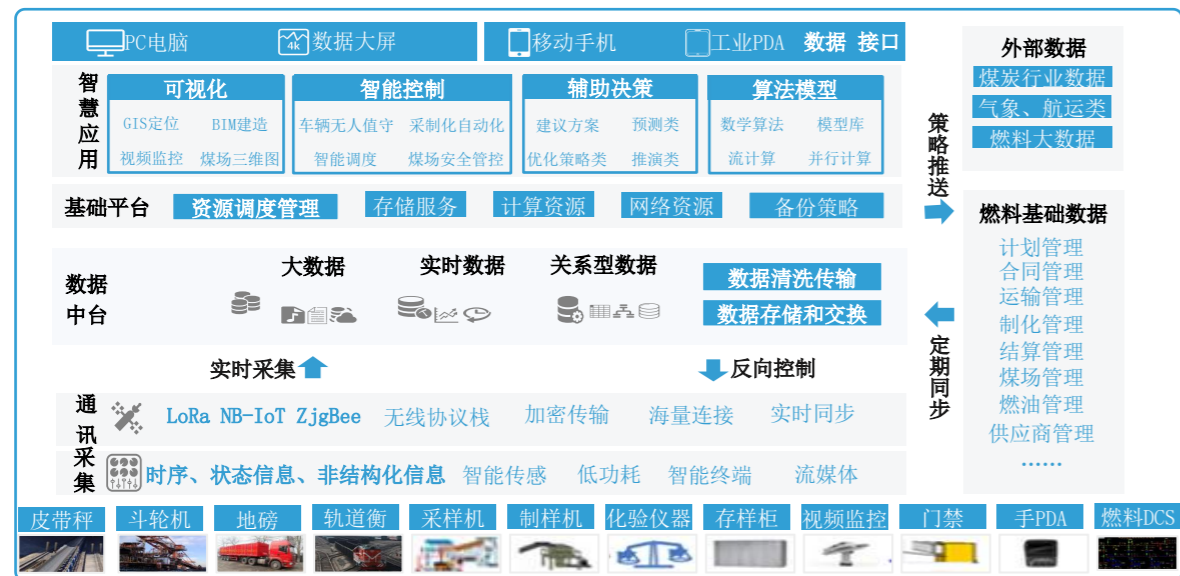 PC电脑 数据大屏 移动手机 工业PDA 数据 接口
智慧应用
可视化 智能控制 辅助决策 算法模型
GIS定位 BIM建造 车辆无人值守 采制化自动化 建议方案 预测类 数学算法 模型库
视频监控 煤场三维图 智能调度 煤场安全管控 优化策略类 推演类 流计算 并行计算
基础平台 资源调度管理 存储服务 计算资源 网络资源 备份策略
数据中台
大数据 实时数据 关系型数据
数据清洗传输
数据存储和交换
4K
实时采集 反向控制
通讯采集
LoRa NB-IoT ZjgBee 无线协议栈 加密传输 海量连接 实时同步
时序、状态信息、非结构化信息 智能传感 低功耗 智能终端 流媒体
策略推送
定期同步
外部数据
煤炭行业数据
气象、航运类
燃料大数据
燃料基础数据
计划管理
合同管理
运输管理
制化管理
结算管理
煤场管理
燃油管理
供应商管理
……
皮带秤 斗轮机 地磅 轨道衡 采样机 制样机 化验仪器 存样柜 视频监控 门禁 手PDA 燃料DCS